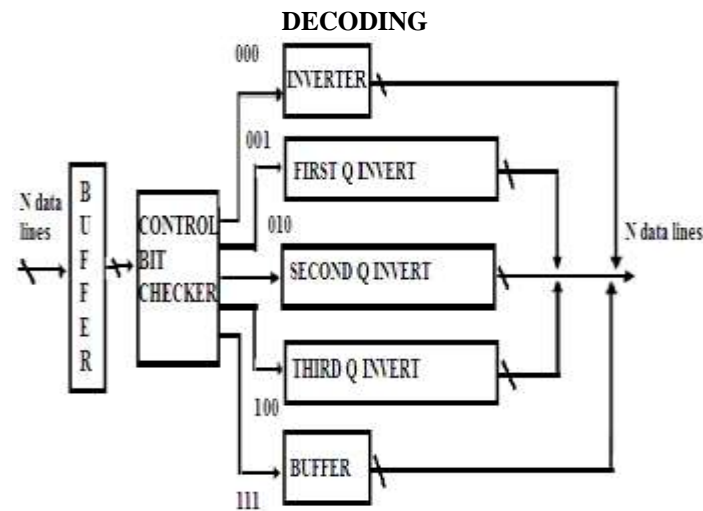 DECODING
000
INVERTER
001
FIRST Q INVERT
N data
lines
BUFFER
CONTROL
BIT
CHECKER
010
SECOND Q INVERT
N data lines
THIRD Q INVERT
100
BUFFER
111